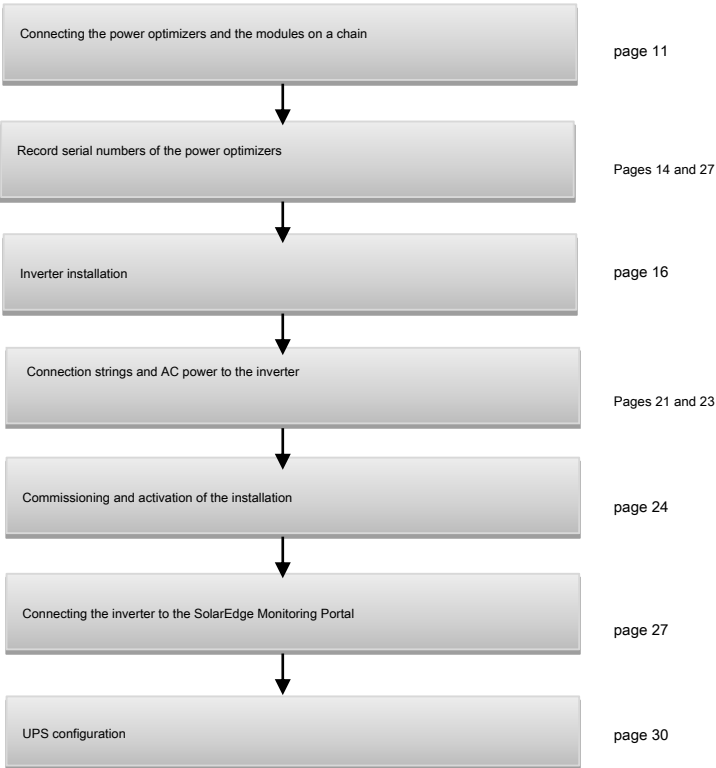 Connecting the power optimizers and the modules on a chain
page 11
Record serial numbers of the power optimizers
Pages 14 and 27
Inverter installation
page 16
Connection strings and AC power to the inverter
Pages 21 and 23
Commissioning and activation of the installation
page 24
Connecting the inverter to the SolarEdge Monitoring Portal
page 27
UPS configuration
page 30